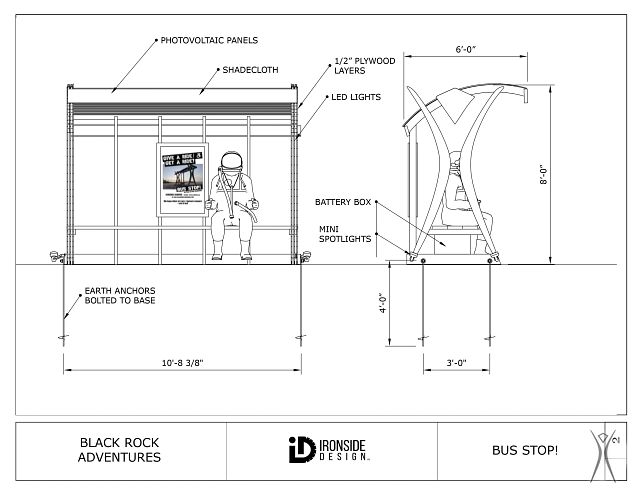 PHOTOVOLTAIC PANELS
SHADECLOTH
1/2" PLYWOOD
LAYERS
LED LIGHTS
GIVE A RIDE! &
GET A RIDE!
BUS STOP!
6'-0"
8'-0"
BATTERY BOX
MINI
SPOTLIGHTS
EARTH ANCHORS
BOLTED TO BASE
4'-0"
10'-8 3/8"
3'-0"
BLACK ROCK
ADVENTURES
ID IRONSIDE
DESIGN
BUS STOP!
2